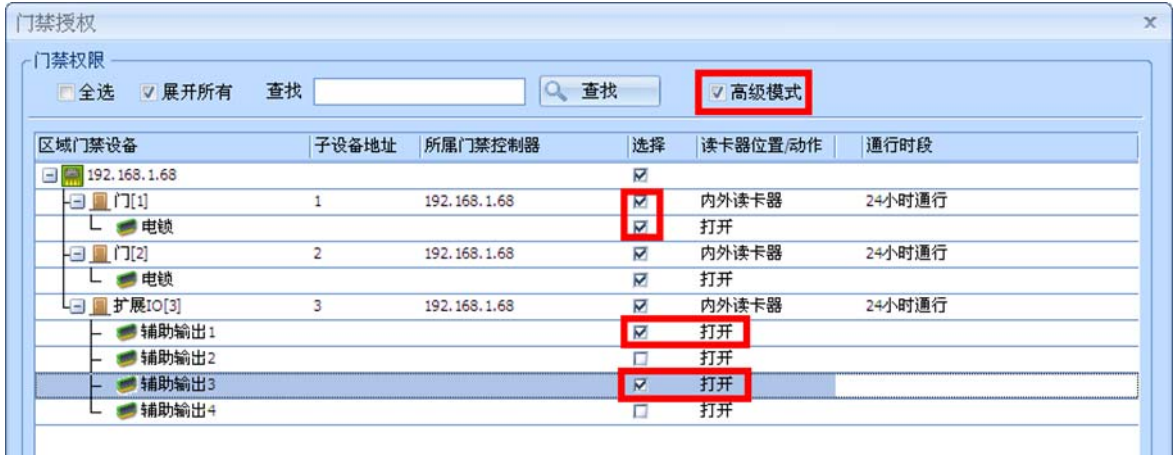 门禁授权
门禁权限
全选 展开所有 查找 查找 高级模式
区域门禁设备 子设备地址 所属门禁控制器 选择 读卡器位置/动作 通行时段
192.168.1.68
门[1] 1 192.168.1.68 内外读卡器 24小时通行
电锁 打开
门[2] 2 192.168.1.68 内外读卡器 24小时通行
电锁 打开
扩展IO[3] 3 192.168.1.68 内外读卡器 24小时通行
辅助输出1 打开
辅助输出2 打开
辅助输出3 打开
辅助输出4 打开